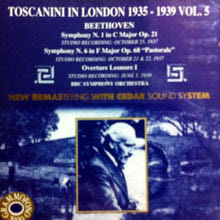 TOSCANINI IN LONDON 1935 - 1939 VOL. 5
BEETHOVEN
Symphony N. 1 in C Major Op. 21
STUDIO RECORDING: OCTOBER 25, 1937
Symphony N. 6 in F Major Op. 68 "Pastorale"
STUDIO RECORDING: OCTOBER 21 & 22, 1937
Overture Leonore I
STUDIO RECORDING: JUNE 1, 1939
BBC SYMPHONY ORCHESTRA
NEW REMASTERING WITH CEDAR SOUND SYSTEM
GRAMMOFONO